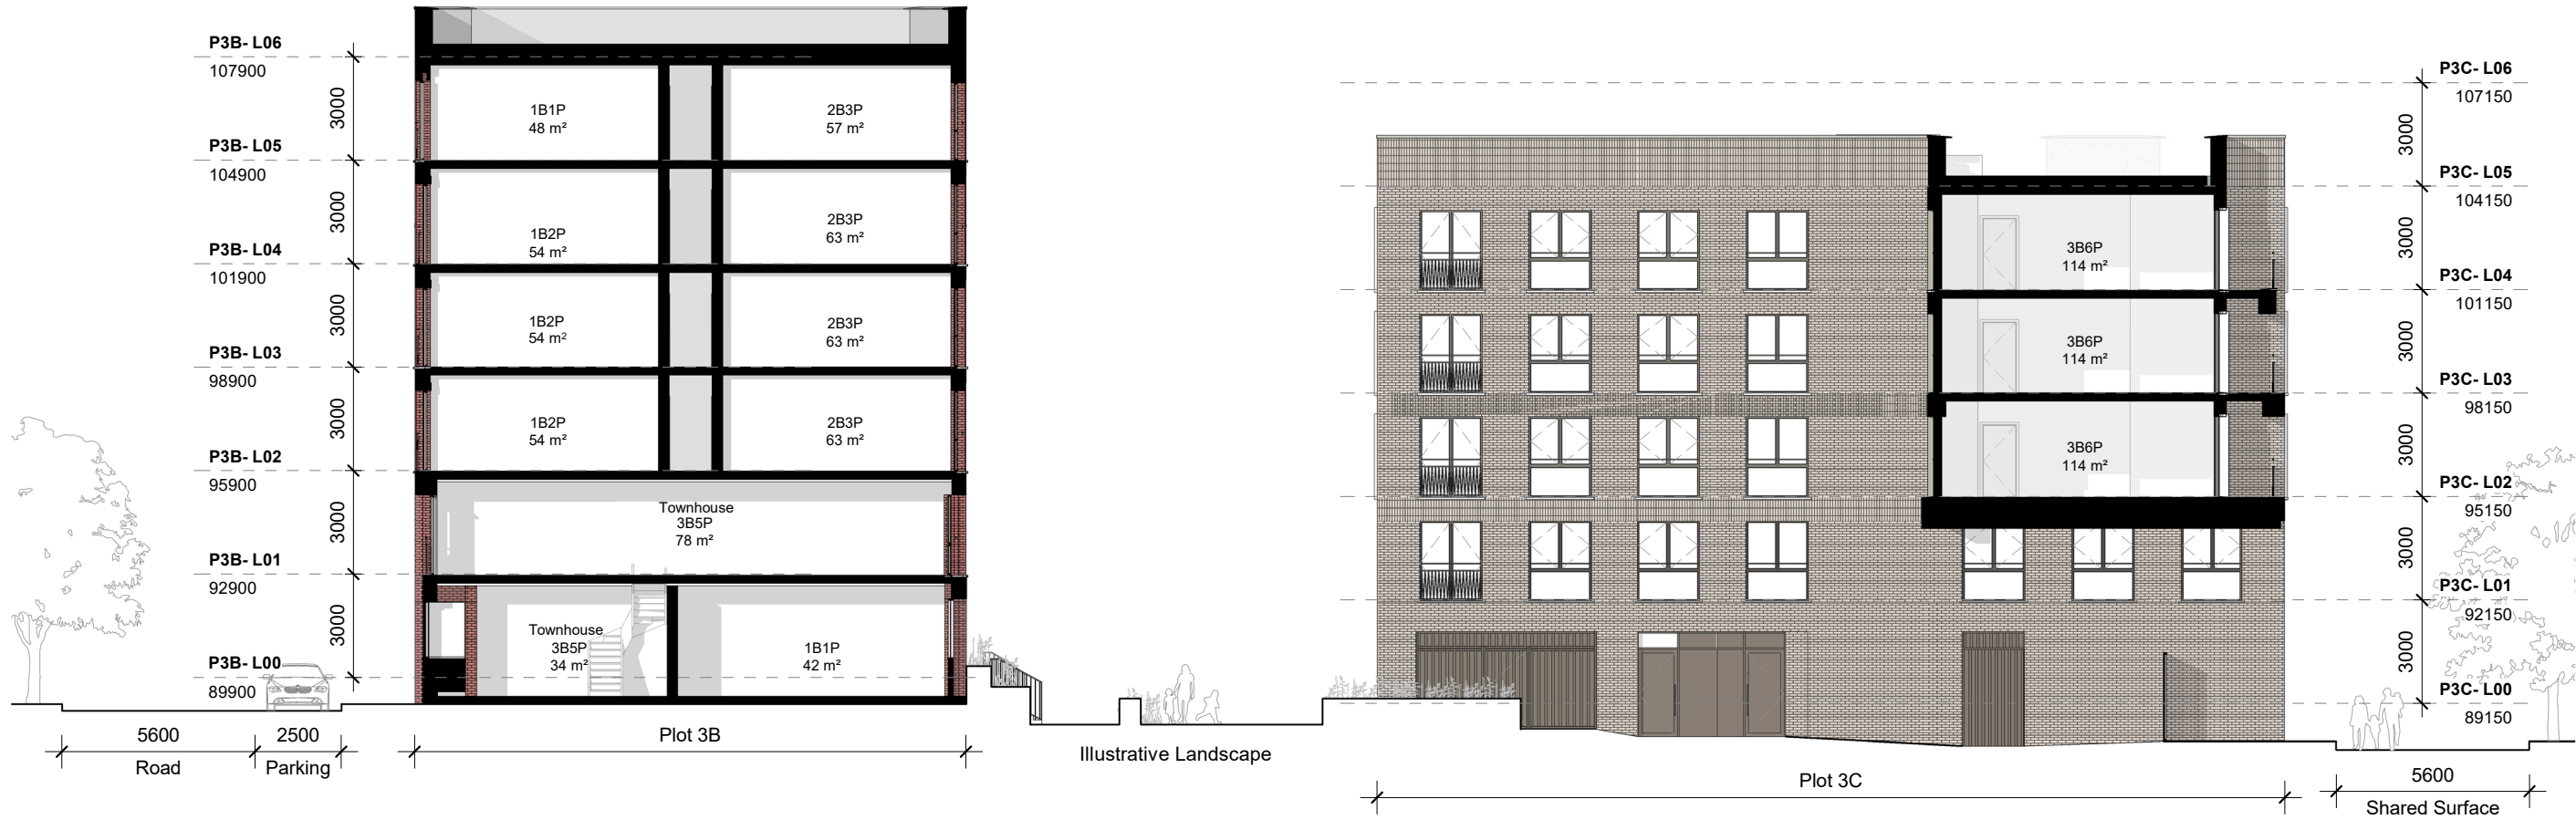 P3B- L06
107900
3000
P3B- L05
104900
3000
P3B- L04
101900
3000
P3B- L03
98900
3000
P3B- L02
95900
3000
P3B- L01
92900
3000
P3B- L00
89900
1B1P
48 m²
2B3P
57 m²
1B2P
54 m²
2B3P
63 m²
1B2P
54 m²
2B3P
63 m²
1B2P
54 m²
2B3P
63 m²
Townhouse
3B5P
78 m²
Townhouse
3B5P
34 m²
1B1P
42 m²
5600
Road
2500
Parking
Plot 3B
Illustrative Landscape
3B6P
114 m²
3B6P
114 m²
3B6P
114 m²
P3C- L06
107150
3000
P3C- L05
104150
3000
P3C- L04
101150
3000
P3C- L03
98150
3000
P3C- L02
95150
3000
P3C- L01
92150
3000
P3C- L00
89150
Plot 3C
5600
Shared Surface